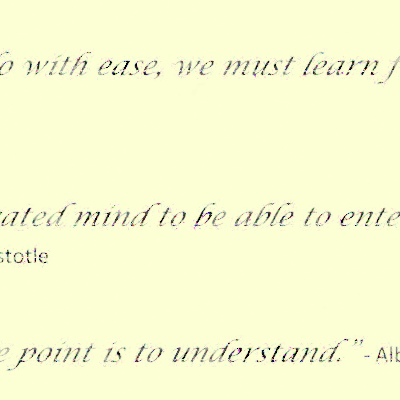 o with ease, we must learn f
ated mind to be able to ente
stotle
e point is to understand." - Alb